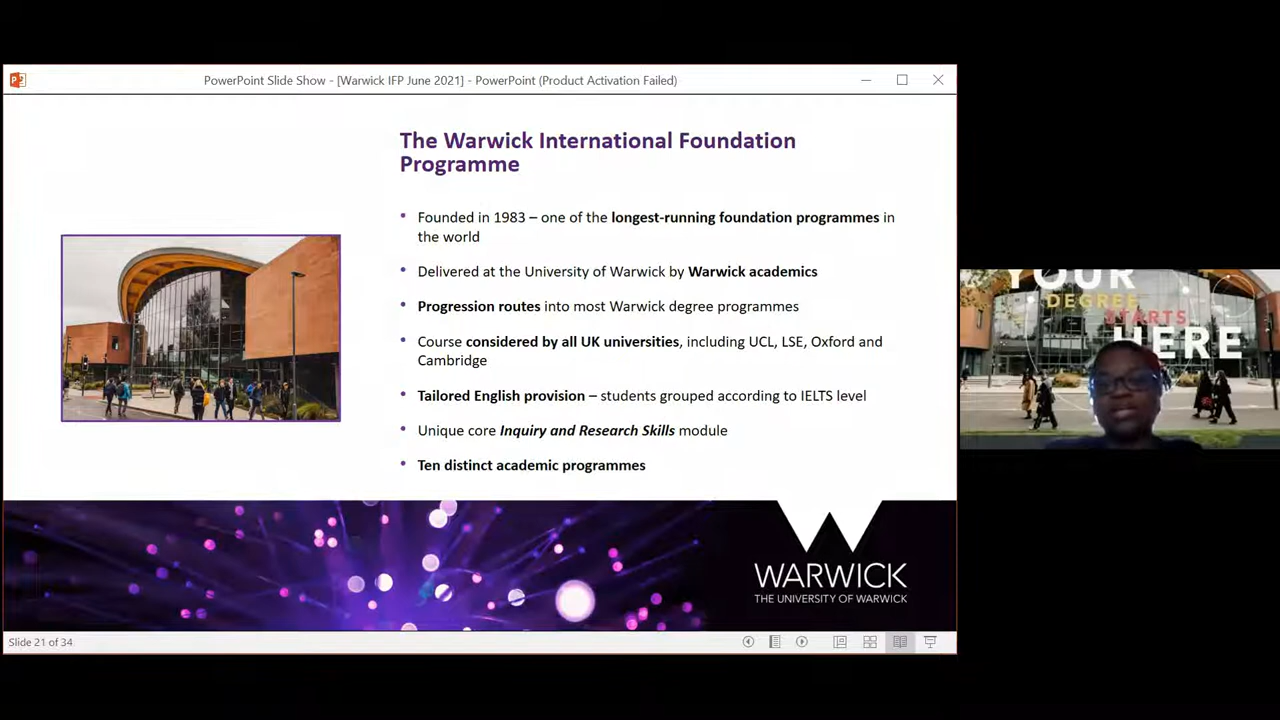 PowerPoint Slide Show - [Warwick IFP June 2021] - PowerPoint (Product Activation Failed)
The Warwick International Foundation
Programme
• Founded in 1983 – one of the longest-running foundation programmes in
the world
• Delivered at the University of Warwick by Warwick academics
• Progression routes into most Warwick degree programmes
• Course considered by all UK universities, including UCL, LSE, Oxford and
Cambridge
• Tailored English provision – students grouped according to IELTS level
• Unique core Inquiry and Research Skills module
• Ten distinct academic programmes
WARWICK
THE UNIVERSITY OF WARWICK
Slide 21 of 34
YOUR
DEGREE
STARTS
HERE